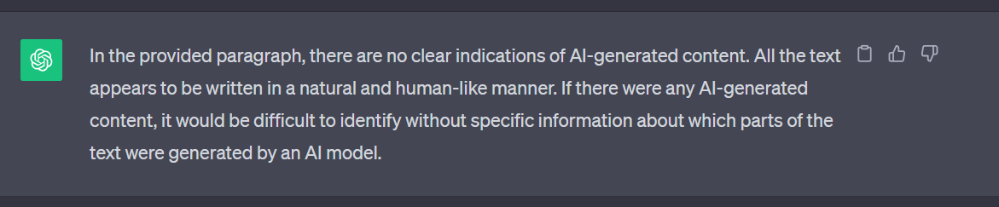 In the provided paragraph, there are no clear indications of AI-generated content. All the text
appears to be written in a natural and human-like manner. If there were any AI-generated
content, it would be difficult to identify without specific information about which parts of the
text were generated by an AI model.